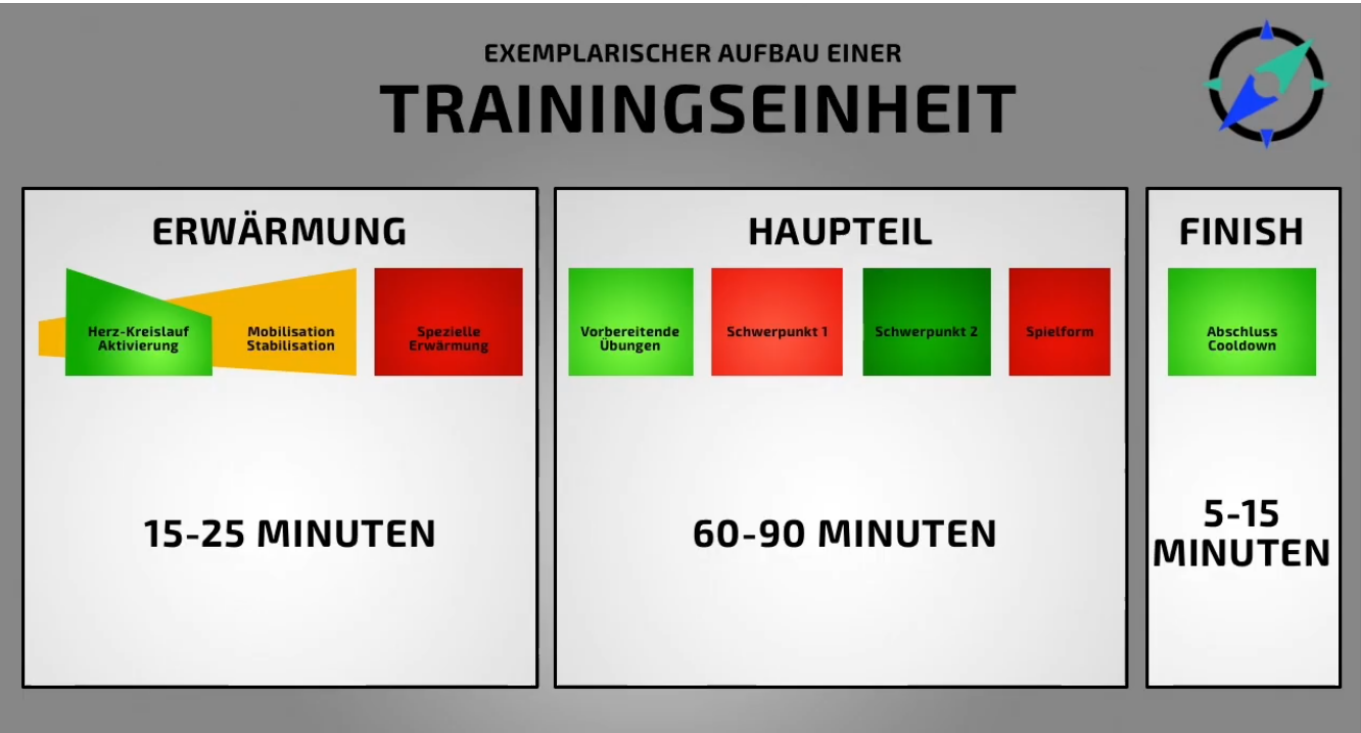 EXEMPLARISCHER AUFBAU EINER
TRAININGSEINHEIT
ERWÄRMUNG
Herz-Kreislauf
Aktivierung
Mobilisation
Stabilisation
Spezielle
Erwärmung
15-25 MINUTEN
HAUPTEIL
Vorbereitende
Übungen
Schwerpunkt 1
Schwerpunkt 2
Spielform
60-90 MINUTEN
FINISH
Abschluss
Cooldown
5-15
MINUTEN